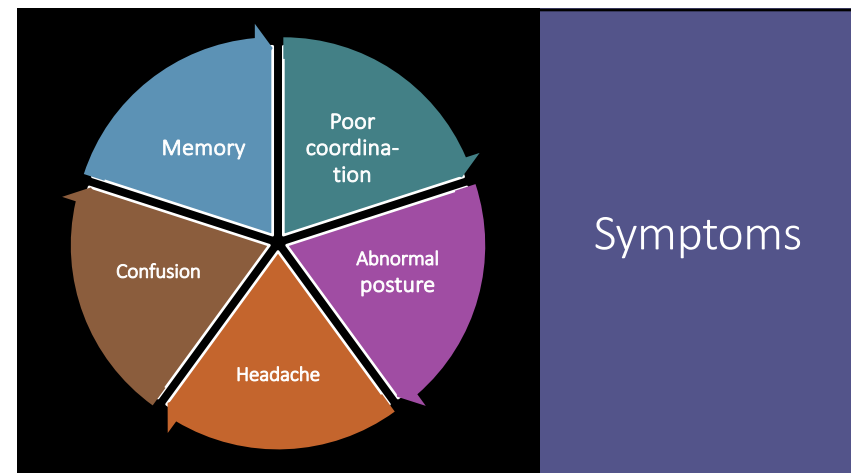 Memory
Poor
coordina-
tion
Abnormal
posture
Headache
Confusion
Symptoms